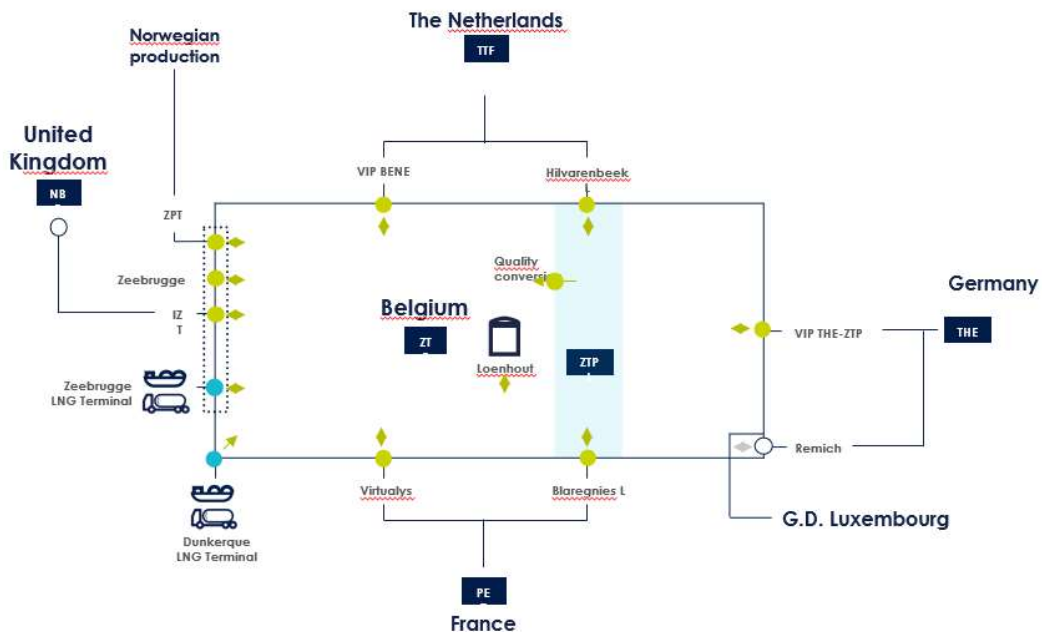 The Netherlands
TTF
Norwegian
production
United
Kingdom
NB
VIP BENE
Hilvarenbeek
ZPT
Zeebrugge
IZ
T
Quality
conversi
Belgium
ZT
Loenhout
ZTP
Germany
THE
VIP THE-ZTP
Zeebrugge
LNG Terminal
Remich
Virtualys
Blaregnies L
G.D. Luxembourg
Dunkerque
LNG Terminal
PE
France